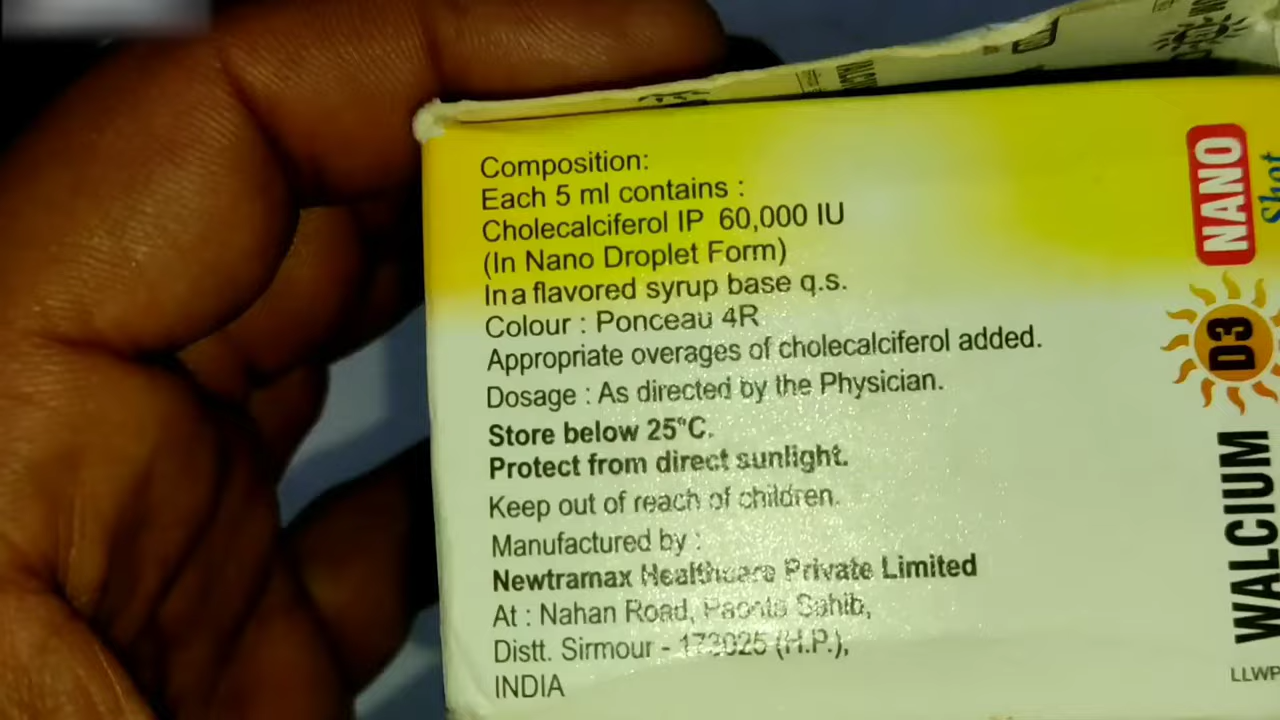 Composition:
Each 5 ml contains :
Cholecalciferol IP 60,000 IU
(In Nano Droplet Form)
In a flavored syrup base q.s.
Colour : Ponceau 4R
Appropriate overages of cholecalciferol added.
Dosage : As directed by the Physician.
Store below 25°C.
Protect from direct sunlight.
Keep out of reach of children.
Manufactured by :
Newtramax Healthcare Private Limited
At : Nahan Road, Paonta Sahib,
Distt. Sirmour - 173025 (H.P.),
INDIA
WALCIUM D3 NANO
Shot